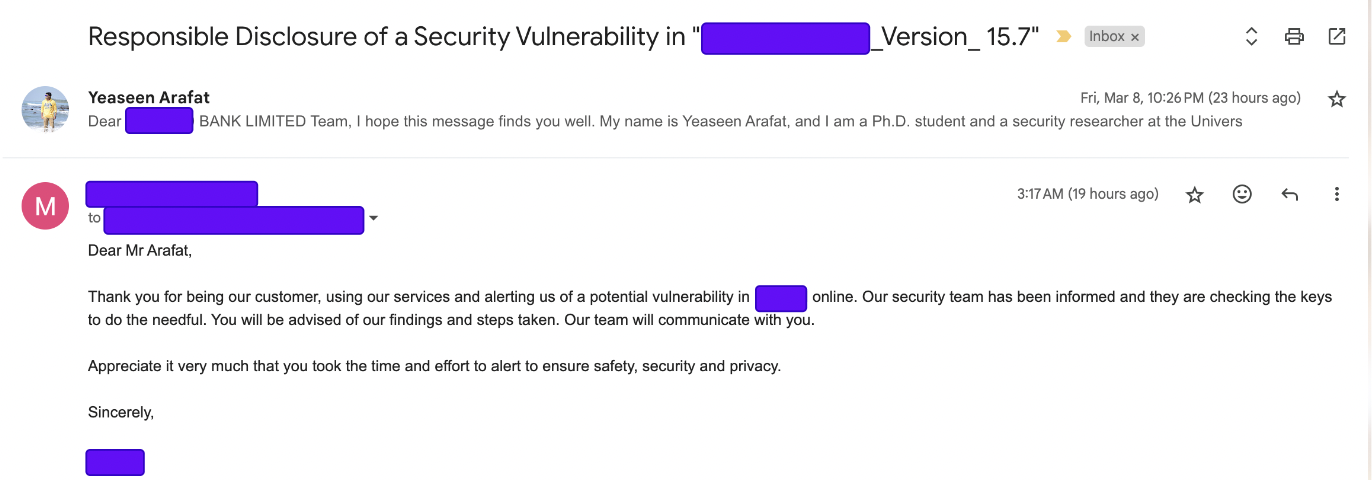 Responsible Disclosure of a Security Vulnerability in "_Version_ 15.7" Inbox ×
Yeaseen Arafat Fri, Mar 8, 10:26 PM (23 hours ago)
Dear BANK LIMITED Team, I hope this message finds you well. My name is Yeaseen Arafat, and I am a Ph.D. student and a security researcher at the Univers
M 3:17 AM (19 hours ago)
to
Dear Mr Arafat,
Thank you for being our customer, using our services and alerting us of a potential vulnerability in online. Our security team has been informed and they are checking the keys
to do the needful. You will be advised of our findings and steps taken. Our team will communicate with you.
Appreciate it very much that you took the time and effort to alert to ensure safety, security and privacy.
Sincerely,